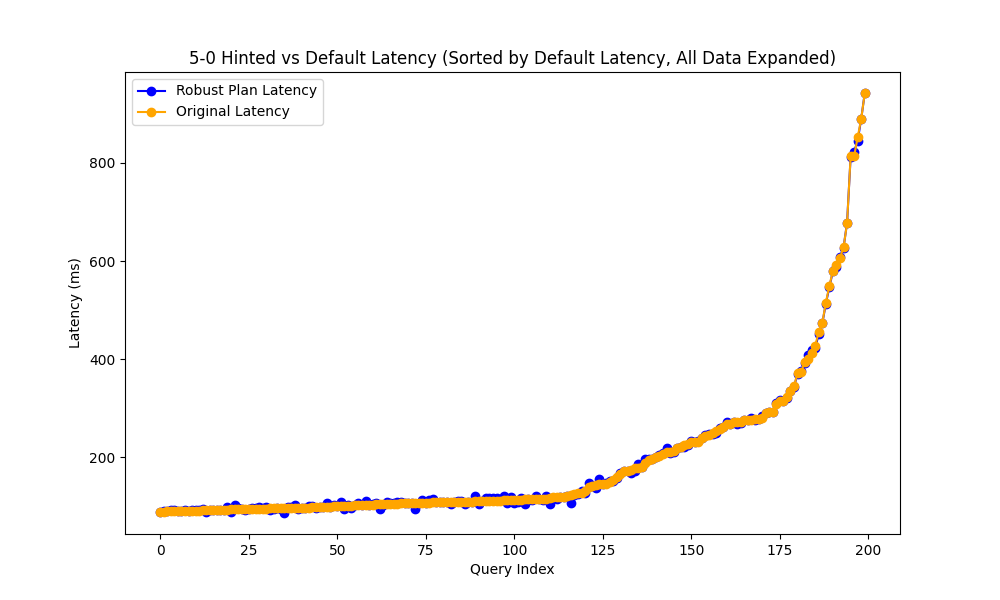 5-0 Hinted vs Default Latency (Sorted by Default Latency, All Data Expanded)
Robust Plan Latency
Original Latency
Latency (ms)
800
600
400
200
0
25
50
75
100
125
150
175
200
Query Index